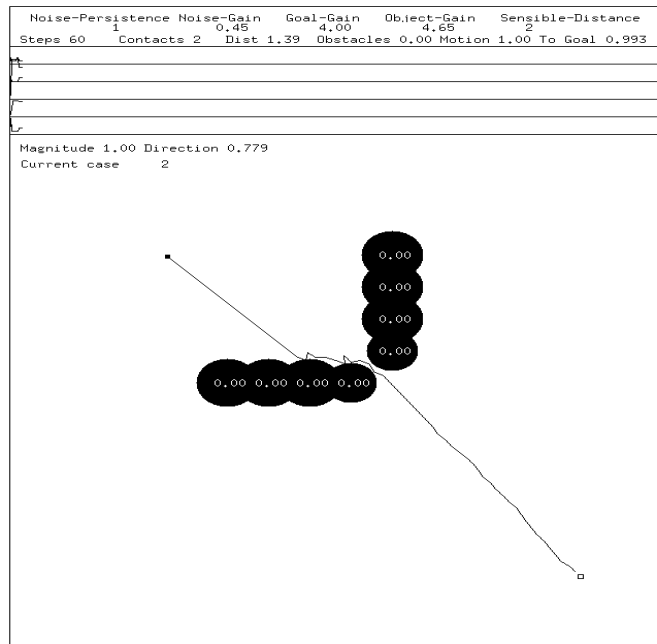 Noise-Persistence Noise-Gain Goal-Gain Object-Gain Sensible-Distance
1 0.45 4.00 4.65 2
Steps 60 Contacts 2 Dist 1.39 Obstacles 0.00 Motion 1.00 To Goal 0.993
Magnitude 1.00 Direction 0.779
Current case 2
0.00
0.00
0.00
0.00
0.00 0.00 0.00 0.00